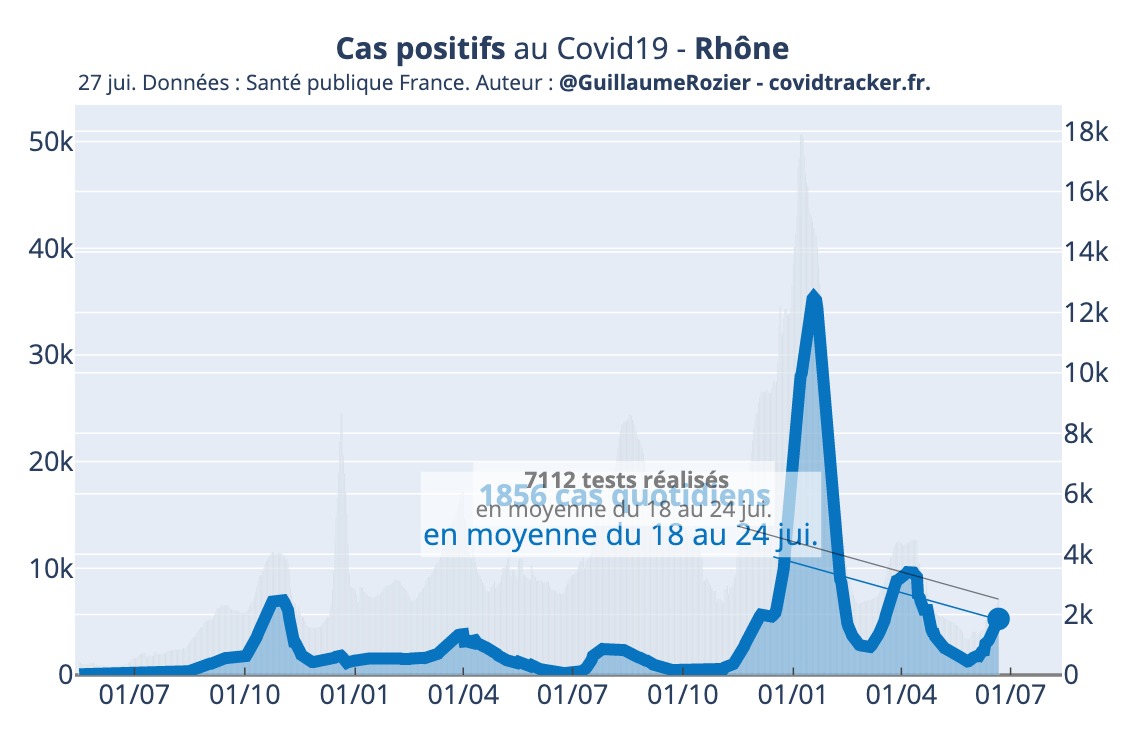 Cas positifs au Covid19 - Rhône
27 jui. Données : Santé publique France. Auteur : @GuillaumeRozier - covidtracker.fr.
50k
40k
30k
20k
10k
0
18k
16k
14k
12k
10k
8k
6k
4k
2k
0
7112 tests réalisés
en moyenne du 18 au 24 jui.
1856 cas quotidiens
en moyenne du 18 au 24 jui.
01/07
01/10
01/01
01/04
01/07
01/10
01/01
01/04
01/07